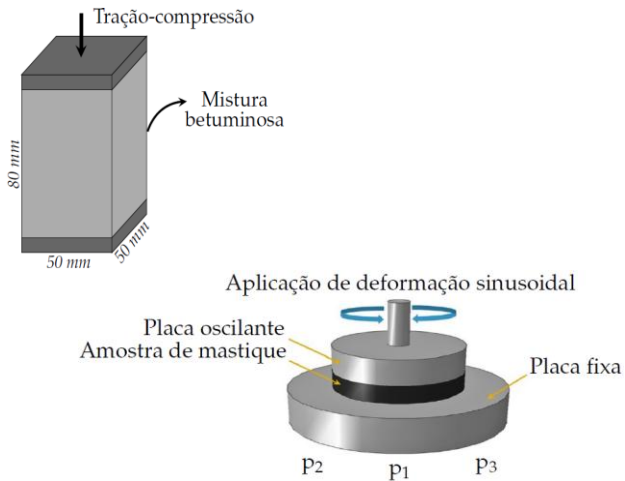 Tração-compressão
Mistura
betuminosa
80 mm
50 mm
50 mm
Aplicação de deformação sinusoidal
Placa oscilante
Amostra de mastique
Placa fixa
p₂ p₁ p₃